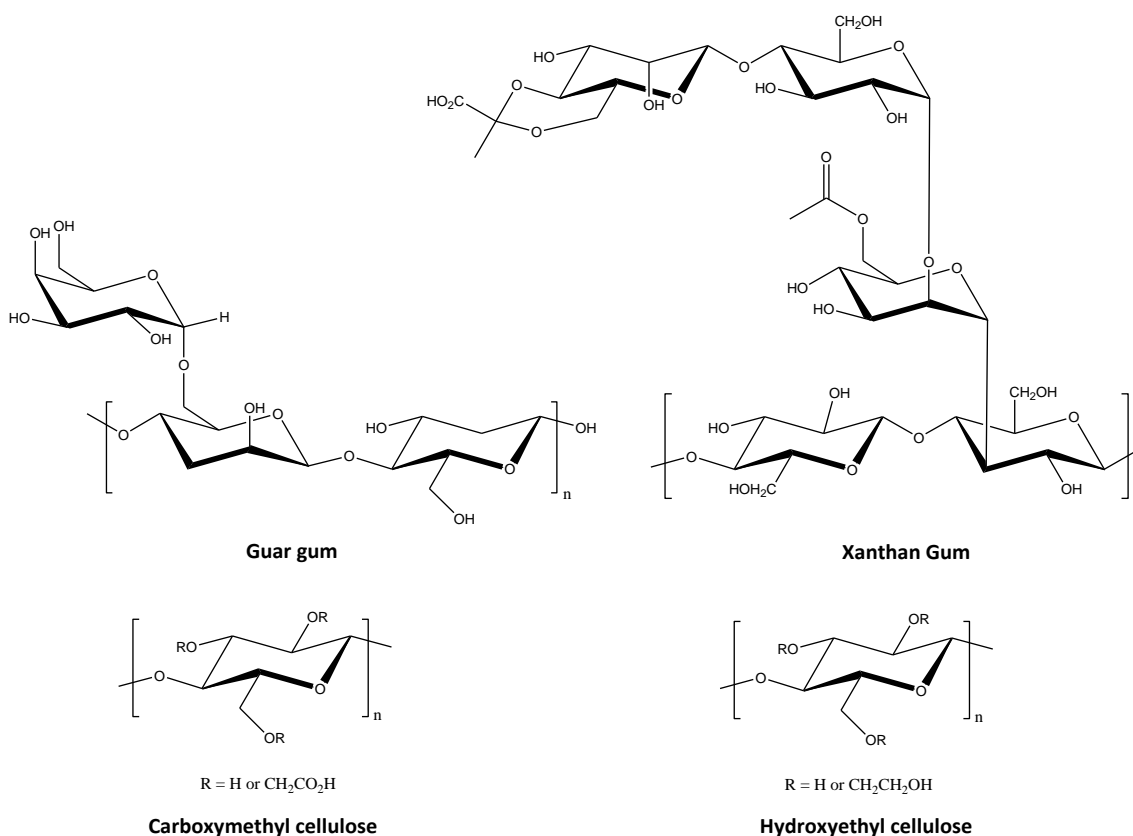 CH₂OH
HO
OH
O
O
O
O
HO₂C
O
O
OH
HO
OH
O
O
OH
OH
O
HO
HO
O
HO
OH
H
O
OH
O
O
O
HO
O
OH
OH
n
HO
OH
O
O
HOH₂C
O
CH₂OH
O
OH
Guar gum
Xanthan Gum
OR
RO
O
O
OR
n
R = H or CH₂CO₂H
Carboxymethyl cellulose
OR
RO
O
O
OR
n
R = H or CH₂CH₂OH
Hydroxyethyl cellulose